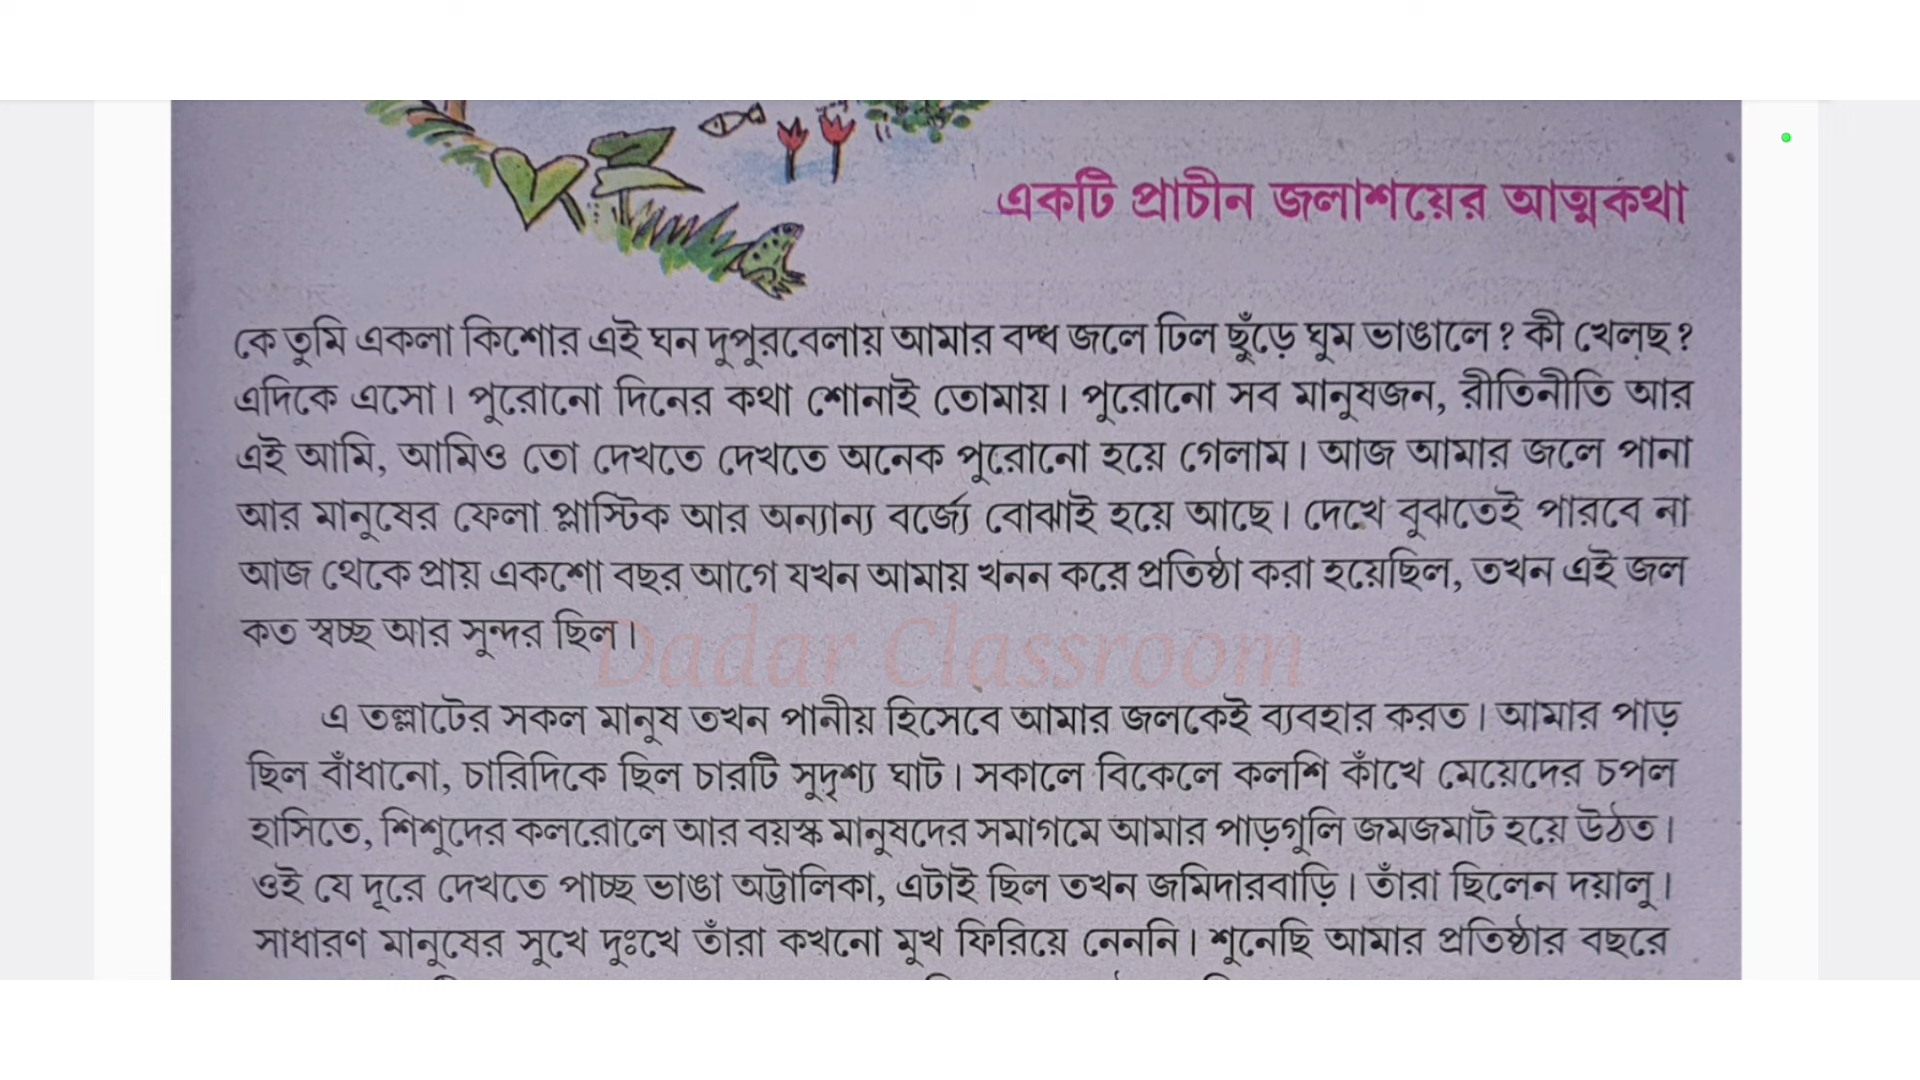 একটি প্রাচীন জলাশয়ের আত্মকথা
কে তুমি একলা কিশোর এই ঘন দুপুরবেলায় আমার বদ্ধ জলে ঢিল ছুঁড়ে ঘুম ভাঙালে? কী খেলছ?
এদিকে এসো। পুরোনো দিনের কথা শোনাই তোমায়। পুরোনো সব মানুষজন, রীতিনীতি আর
এই আমি, আমিও তো দেখতে দেখতে অনেক পুরোনো হয়ে গেলাম। আজ আমার জলে পানা
আর মানুষের ফেলা প্লাস্টিক আর অন্যান্য বর্জ্যে বোঝাই হয়ে আছে। দেখে বুঝতেই পারবে না
আজ থেকে প্রায় একশো বছর আগে যখন আমায় খনন করে প্রতিষ্ঠা করা হয়েছিল, তখন এই জল
কত স্বচ্ছ আর সুন্দর ছিল।
Dadar Classroom
এ তল্লাটের সকল মানুষ তখন পানীয় হিসেবে আমার জলকেই ব্যবহার করত। আমার পাড়
ছিল বাঁধানো, চারিদিকে ছিল চারটি সুদৃশ্য ঘাট। সকালে বিকেলে কলশি কাঁখে মেয়েদের চপল
হাসিতে, শিশুদের কলরোলে আর বয়স্ক মানুষদের সমাগমে আমার পাড়গুলি জমজমাট হয়ে উঠত।
ওই যে দূরে দেখতে পাচ্ছ ভাঙা অট্টালিকা, এটাই ছিল তখন জমিদারবাড়ি। তাঁরা ছিলেন দয়ালু।
সাধারণ মানুষের সুখে দুঃখে তাঁরা কখনো মুখ ফিরিয়ে নেননি। শুনেছি আমার প্রতিষ্ঠার বছরে